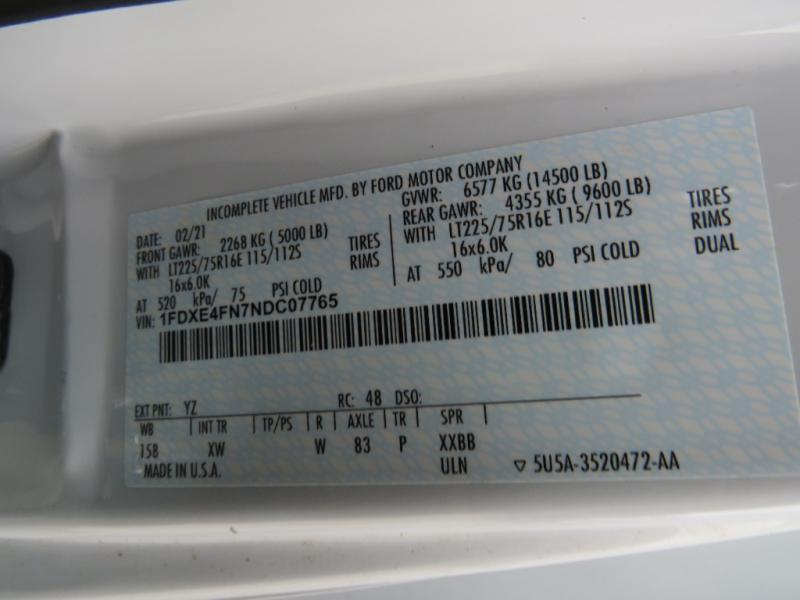 INCOMPLETE VEHICLE MFD. BY FORD MOTOR COMPANY
DATE: 02/21
FRONT GAWR: 2268 KG (5000 LB)
WITH LT225/75R16E 115/112S TIRES
16x6.0K RIMS
AT 520 kPa/ 75 PSI COLD
GVWR: 6577 KG (14500 LB)
REAR GAWR: 4355 KG (9600 LB)
WITH LT225/75R16E 115/112S TIRES
16x6.0K RIMS
AT 550 kPa/ 80 PSI COLD DUAL
VIN: 1FDXE4FN7NDC07765
EXT PNT: YZ RC: 48 DSO:
WB INT TR TP/PS R AXLE TR SPR
158 XW W 83 P XXBB
MADE IN U.S.A. ULN 5U5A-3520472-AA